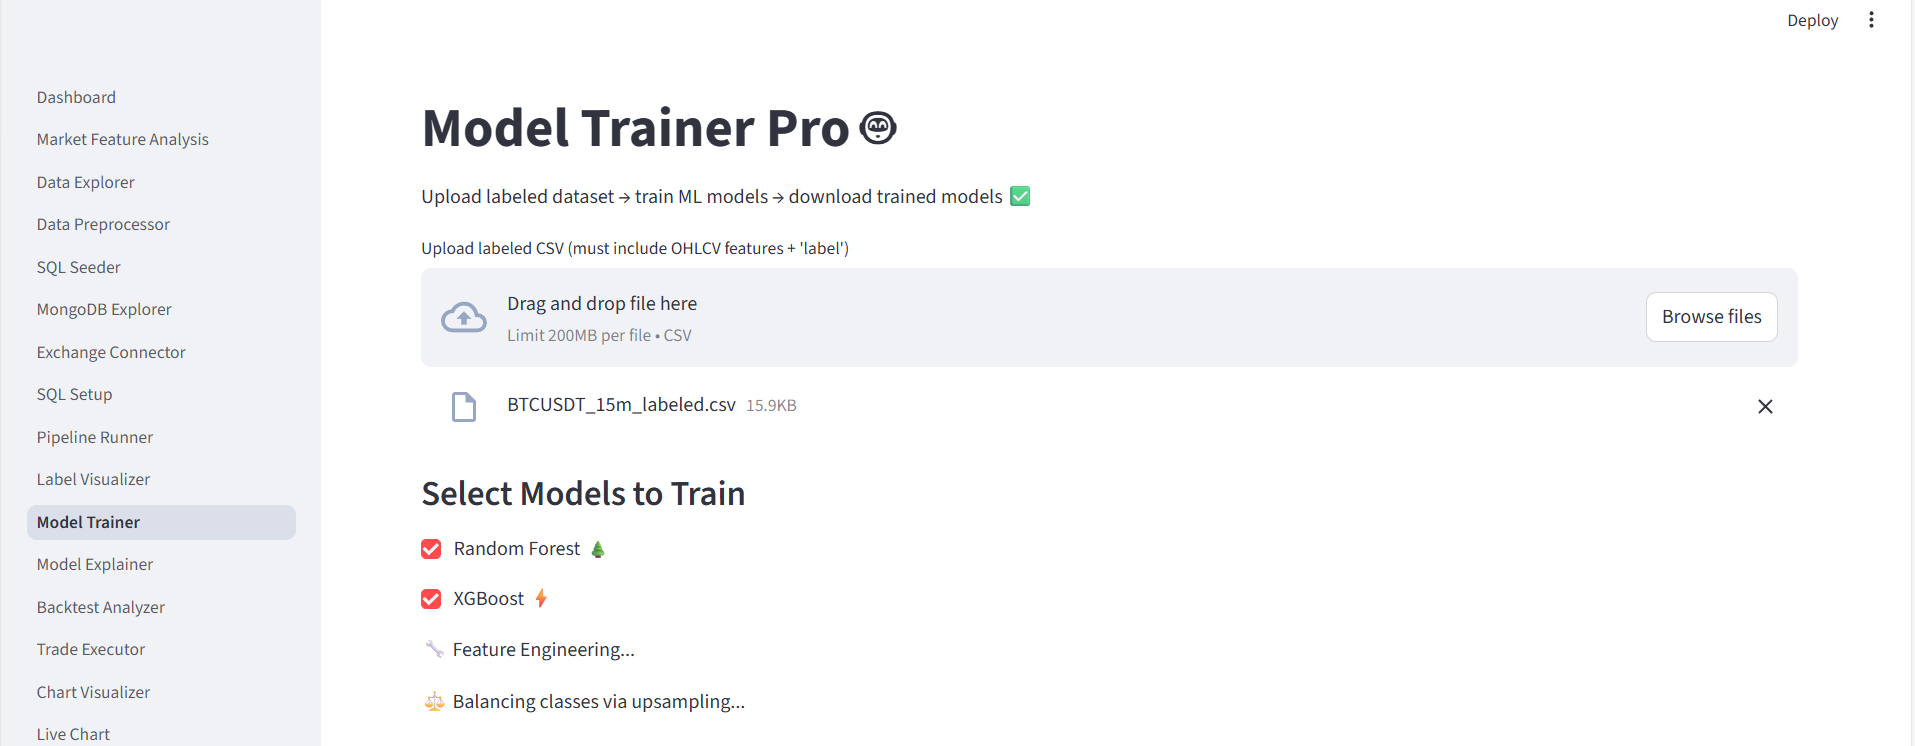 Deploy
Dashboard
Market Feature Analysis
Data Explorer
Data Preprocessor
SQL Seeder
MongoDB Explorer
Exchange Connector
SQL Setup
Pipeline Runner
Label Visualizer
Model Trainer
Model Explainer
Backtest Analyzer
Trade Executor
Chart Visualizer
Live Chart
Model Trainer Pro
Upload labeled dataset → train ML models → download trained models ✅
Upload labeled CSV (must include OHLCV features + 'label')
Drag and drop file here
Limit 200MB per file • CSV
Browse files
BTCUSDT_15m_labeled.csv 15.9KB
Select Models to Train
Random Forest 🌲
XGBoost ⚡
🔧 Feature Engineering...
⚖️ Balancing classes via upsampling...